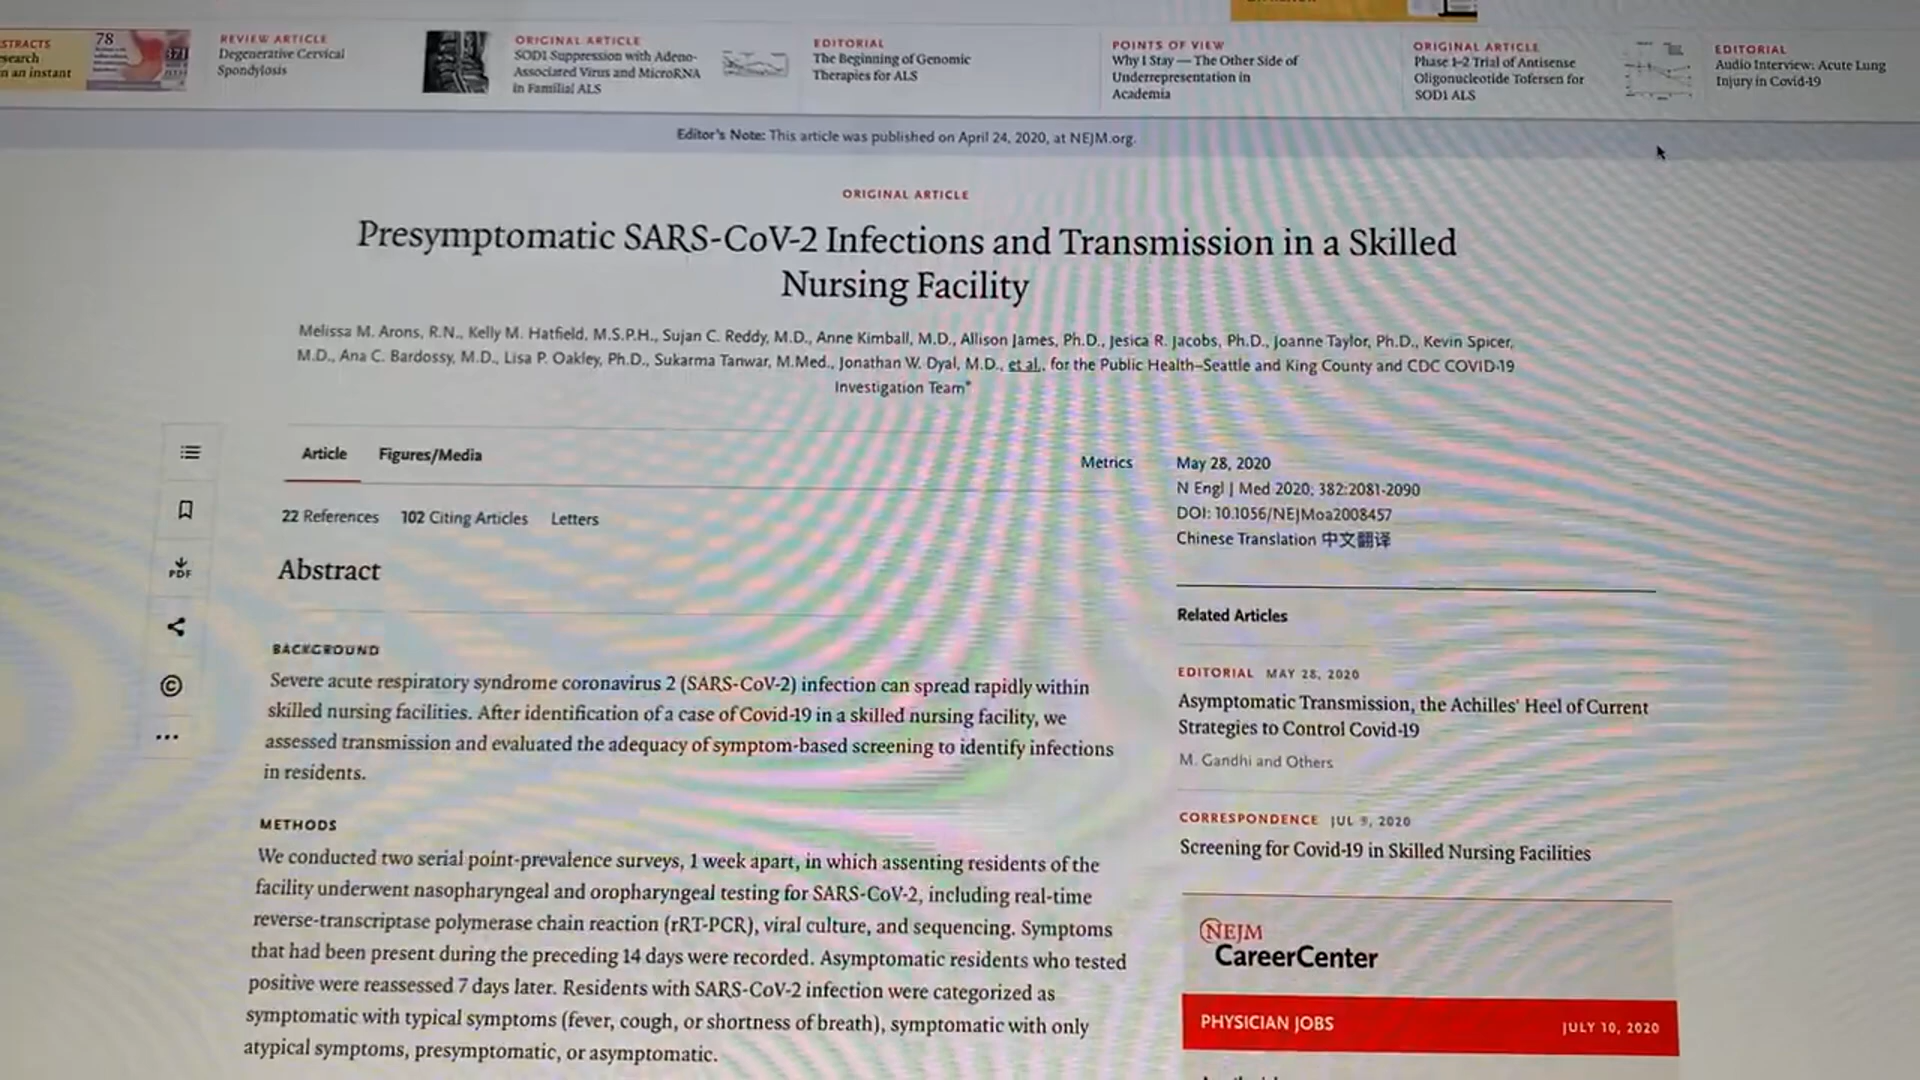 STRACTS
search
n an instant
78
REVIEW ARTICLE
Degenerative Cervical
Spondylosis
ORIGINAL ARTICLE
SOD1 Suppression with Adeno-
Associated Virus and MicroRNA
in Familial ALS
EDITORIAL
The Beginning of Genomic
Therapies for ALS
POINTS OF VIEW
Why I Stay — The Other Side of
Underrepresentation in
Academia
ORIGINAL ARTICLE
Phase 1–2 Trial of Antisense
Oligonucleotide Tofersen for
SOD1 ALS
EDITORIAL
Audio Interview: Acute Lung
Injury in Covid-19
Editor's Note: This article was published on April 24, 2020, at NEJM.org.
ORIGINAL ARTICLE
Presymptomatic SARS-CoV-2 Infections and Transmission in a Skilled
Nursing Facility
Melissa M. Arons, R.N., Kelly M. Hatfield, M.S.P.H., Sujan C. Reddy, M.D., Anne Kimball, M.D., Allison James, Ph.D., Jesica R. Jacobs, Ph.D., Joanne Taylor, Ph.D., Kevin Spicer,
M.D., Ana C. Bardossy, M.D., Lisa P. Oakley, Ph.D., Sukarma Tanwar, M.Med., Jonathan W. Dyal, M.D., et al., for the Public Health–Seattle and King County and CDC COVID-19
Investigation Team*
Article
Figures/Media
Metrics
22 References
102 Citing Articles
Letters
PDF
Abstract
BACKGROUND
Severe acute respiratory syndrome coronavirus 2 (SARS-CoV-2) infection can spread rapidly within
skilled nursing facilities. After identification of a case of Covid-19 in a skilled nursing facility, we
assessed transmission and evaluated the adequacy of symptom-based screening to identify infections
in residents.
METHODS
We conducted two serial point-prevalence surveys, 1 week apart, in which assenting residents of the
facility underwent nasopharyngeal and oropharyngeal testing for SARS-CoV-2, including real-time
reverse-transcriptase polymerase chain reaction (rRT-PCR), viral culture, and sequencing. Symptoms
that had been present during the preceding 14 days were recorded. Asymptomatic residents who tested
positive were reassessed 7 days later. Residents with SARS-CoV-2 infection were categorized as
symptomatic with typical symptoms (fever, cough, or shortness of breath), symptomatic with only
atypical symptoms, presymptomatic, or asymptomatic.
May 28, 2020
N Engl J Med 2020; 382:2081-2090
DOI: 10.1056/NEJMoa2008457
Chinese Translation 中文翻译
Related Articles
EDITORIAL MAY 28, 2020
Asymptomatic Transmission, the Achilles' Heel of Current
Strategies to Control Covid-19
M. Gandhi and Others
CORRESPONDENCE JUL 9, 2020
Screening for Covid-19 in Skilled Nursing Facilities
NEJM
CareerCenter
PHYSICIAN JOBS
JULY 10, 2020